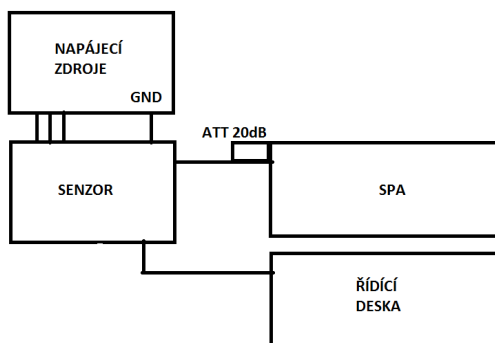 NAPÁJECÍ
ZDROJE
GND
ATT 20dB
SENZOR
SPA
ŘÍDÍCÍ
DESKA